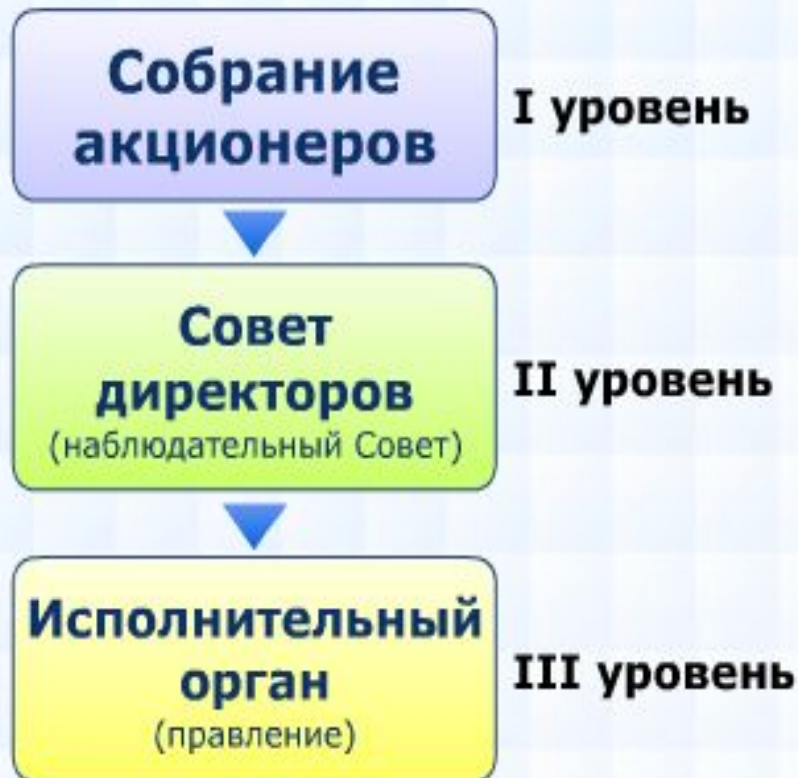 Собрание
акционеров
I уровень
Совет
директоров
(наблюдательный Совет)
II уровень
Исполнительный
орган
(правление)
III уровень